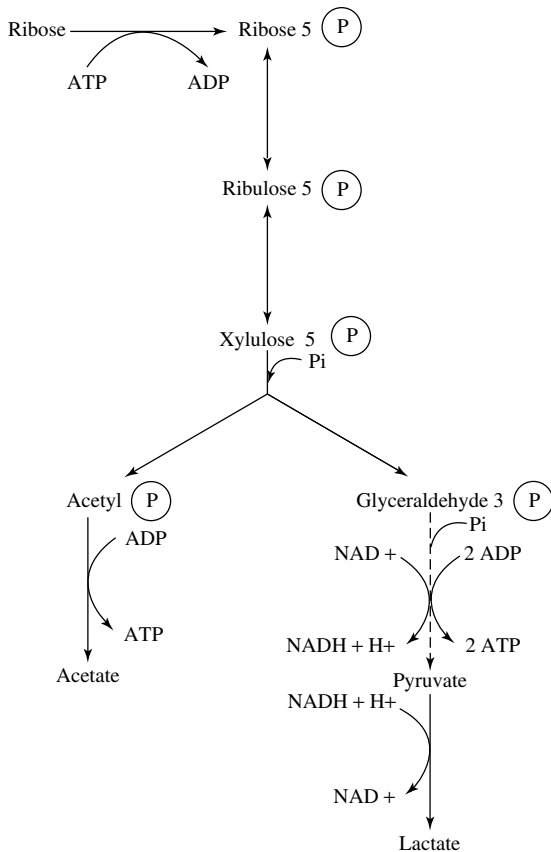 Ribose Ribose 5 P
ATP ADP
Ribulose 5 P
Xylulose 5 P
Pi
Acetyl P Glyceraldehyde 3 P
Pi
ADP NAD + 2 ADP
ATP NADH + H+ 2 ATP
Acetate Pyruvate
NADH + H+
NAD +
Lactate